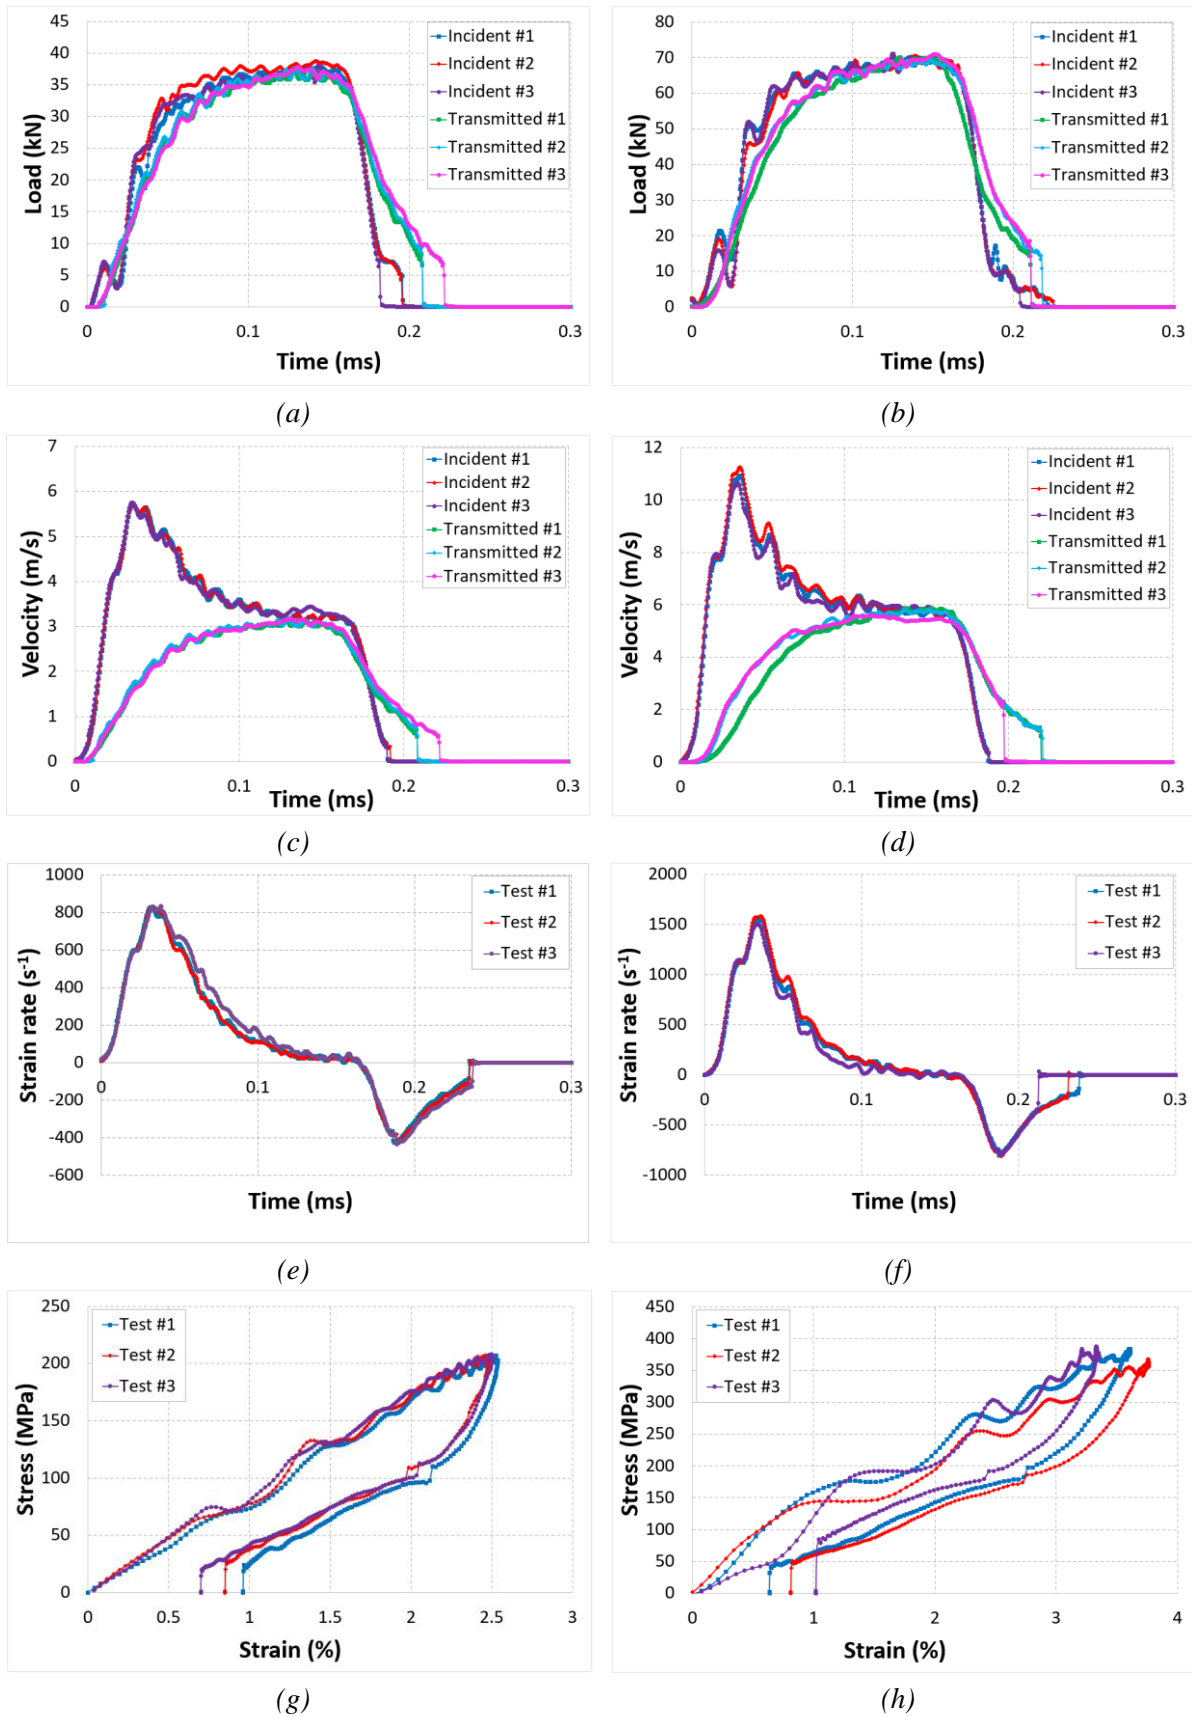 45
40
35
30
25
20
15
10
5
0
Load (kN)
0 0.1 0.2 0.3
Time (ms)
Incident #1
Incident #2
Incident #3
Transmitted #1
Transmitted #2
Transmitted #3
(a)
80
70
60
50
40
30
20
10
0
Load (kN)
0 0.1 0.2 0.3
Time (ms)
Incident #1
Incident #2
Incident #3
Transmitted #1
Transmitted #2
Transmitted #3
(b)
7
6
5
4
3
2
1
0
Velocity (m/s)
0 0.1 0.2 0.3
Time (ms)
Incident #1
Incident #2
Incident #3
Transmitted #1
Transmitted #2
Transmitted #3
(c)
12
10
8
6
4
2
0
Velocity (m/s)
0 0.1 0.2 0.3
Time (ms)
Incident #1
Incident #2
Incident #3
Transmitted #1
Transmitted #2
Transmitted #3
(d)
1000
800
600
400
200
0
-200
-400
-600
Strain rate (s⁻¹)
0 0.1 0.2 0.3
Time (ms)
Test #1
Test #2
Test #3
(e)
2000
1500
1000
500
0
-500
-1000
Strain rate (s⁻¹)
0 0.1 0.2 0.3
Time (ms)
Test #1
Test #2
Test #3
(f)
250
200
150
100
50
0
Stress (MPa)
0 0.5 1 1.5 2 2.5 3
Strain (%)
Test #1
Test #2
Test #3
(g)
450
400
350
300
250
200
150
100
50
0
Stress (MPa)
0 1 2 3 4
Strain (%)
Test #1
Test #2
Test #3
(h)